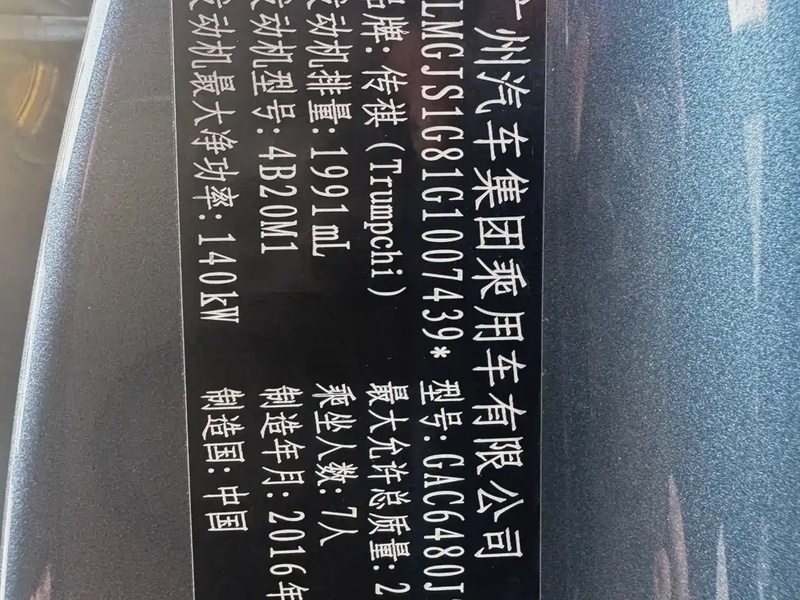 广州汽车集团乘用车有限公司
LMGJS1G81G1007439* 型号:GAC6480J
品牌:传祺(Trumpchi) 最大允许总质量:2
发动机排量:1991mL 乘坐人数:7人
发动机型号:4B20M1 制造年月:2016年
发动机最大净功率:140kW 制造国:中国